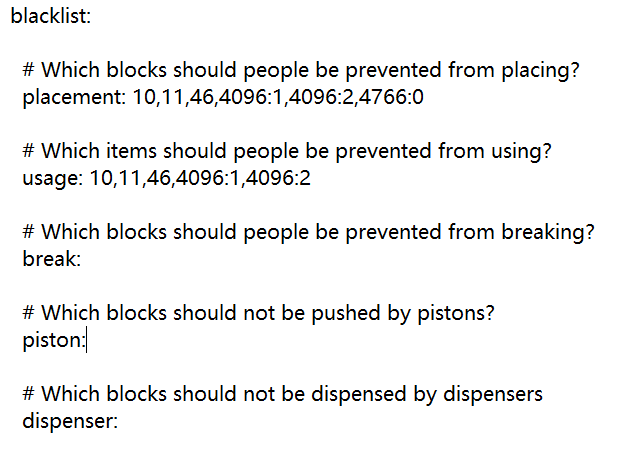 blacklist:
# Which blocks should people be prevented from placing?
placement: 10,11,46,4096:1,4096:2,4766:0
# Which items should people be prevented from using?
usage: 10,11,46,4096:1,4096:2
# Which blocks should people be prevented from breaking?
break:
# Which blocks should not be pushed by pistons?
piston:
# Which blocks should not be dispensed by dispensers
dispenser: